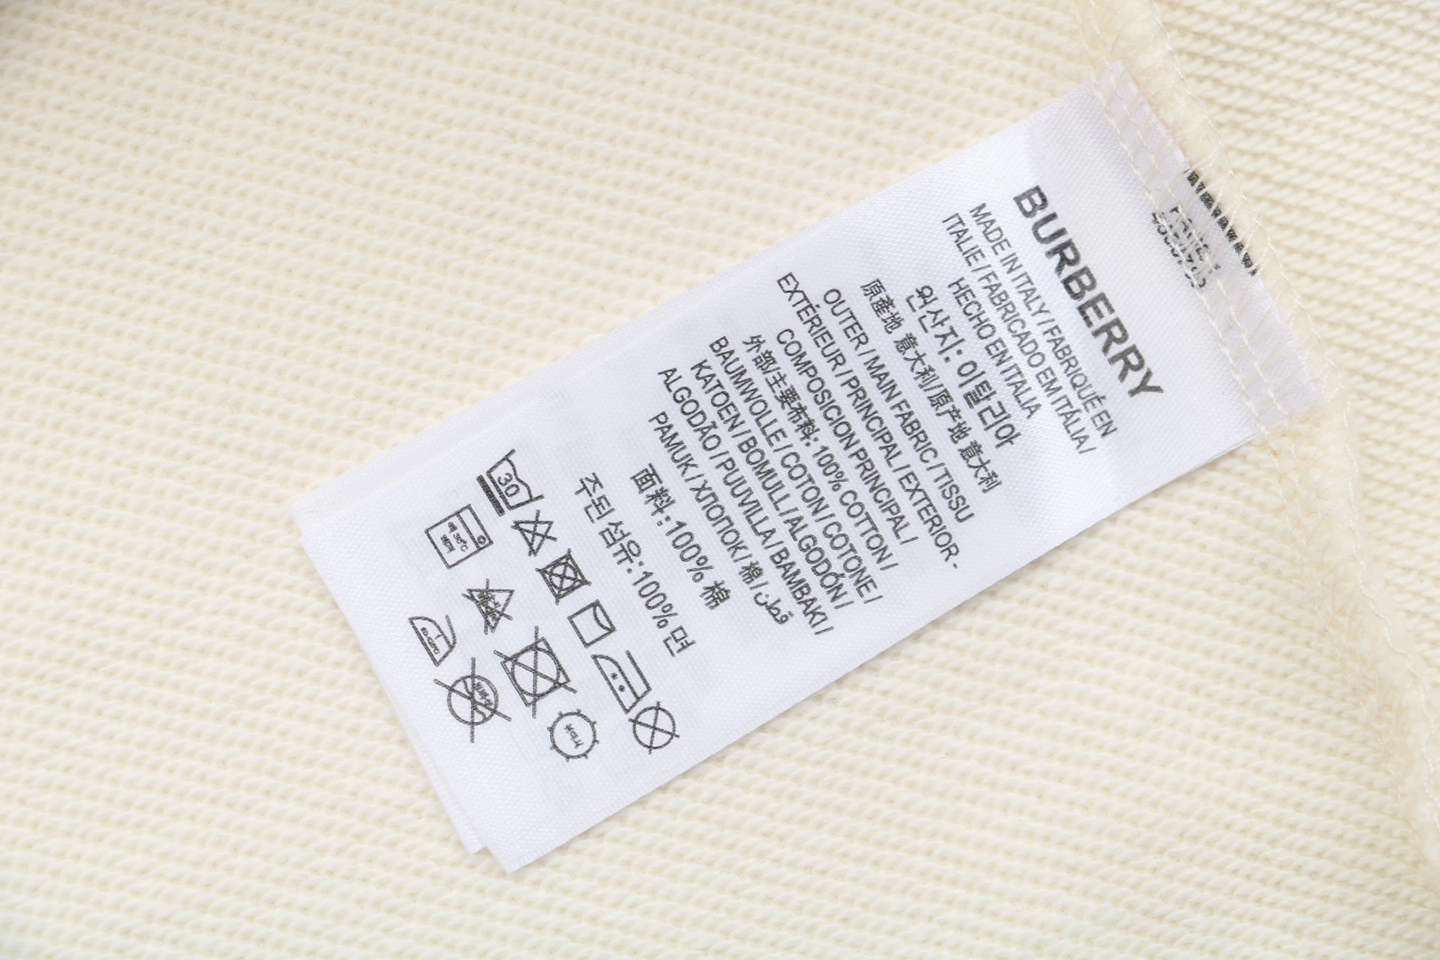 BURBERRY
MADE IN ITALY / FABRIQUÉ EN
ITALIE / FABRICADO EM ITÁLIA /
HECHO EN ITALIA
원산지: 이탈리아
原產地 意大利/原产地 意大利
OUTER / MAIN FABRIC / TISSU
EXTÉRIEUR / PRINCIPAL / EXTERIOR-
COMPOSICION PRINCIPAL /
外部/主要布料: 100% COTTON /
BAUMWOLLE / COTON / COTONE /
KATOEN / BOMULL / ALGODÓN /
ALGODÃO / PUUVILLA / BAMBAKI /
PAMUK / ХЛОПОК / 棉 / قطن
面料: 100% 棉
주된 섬유: 100% 면
30